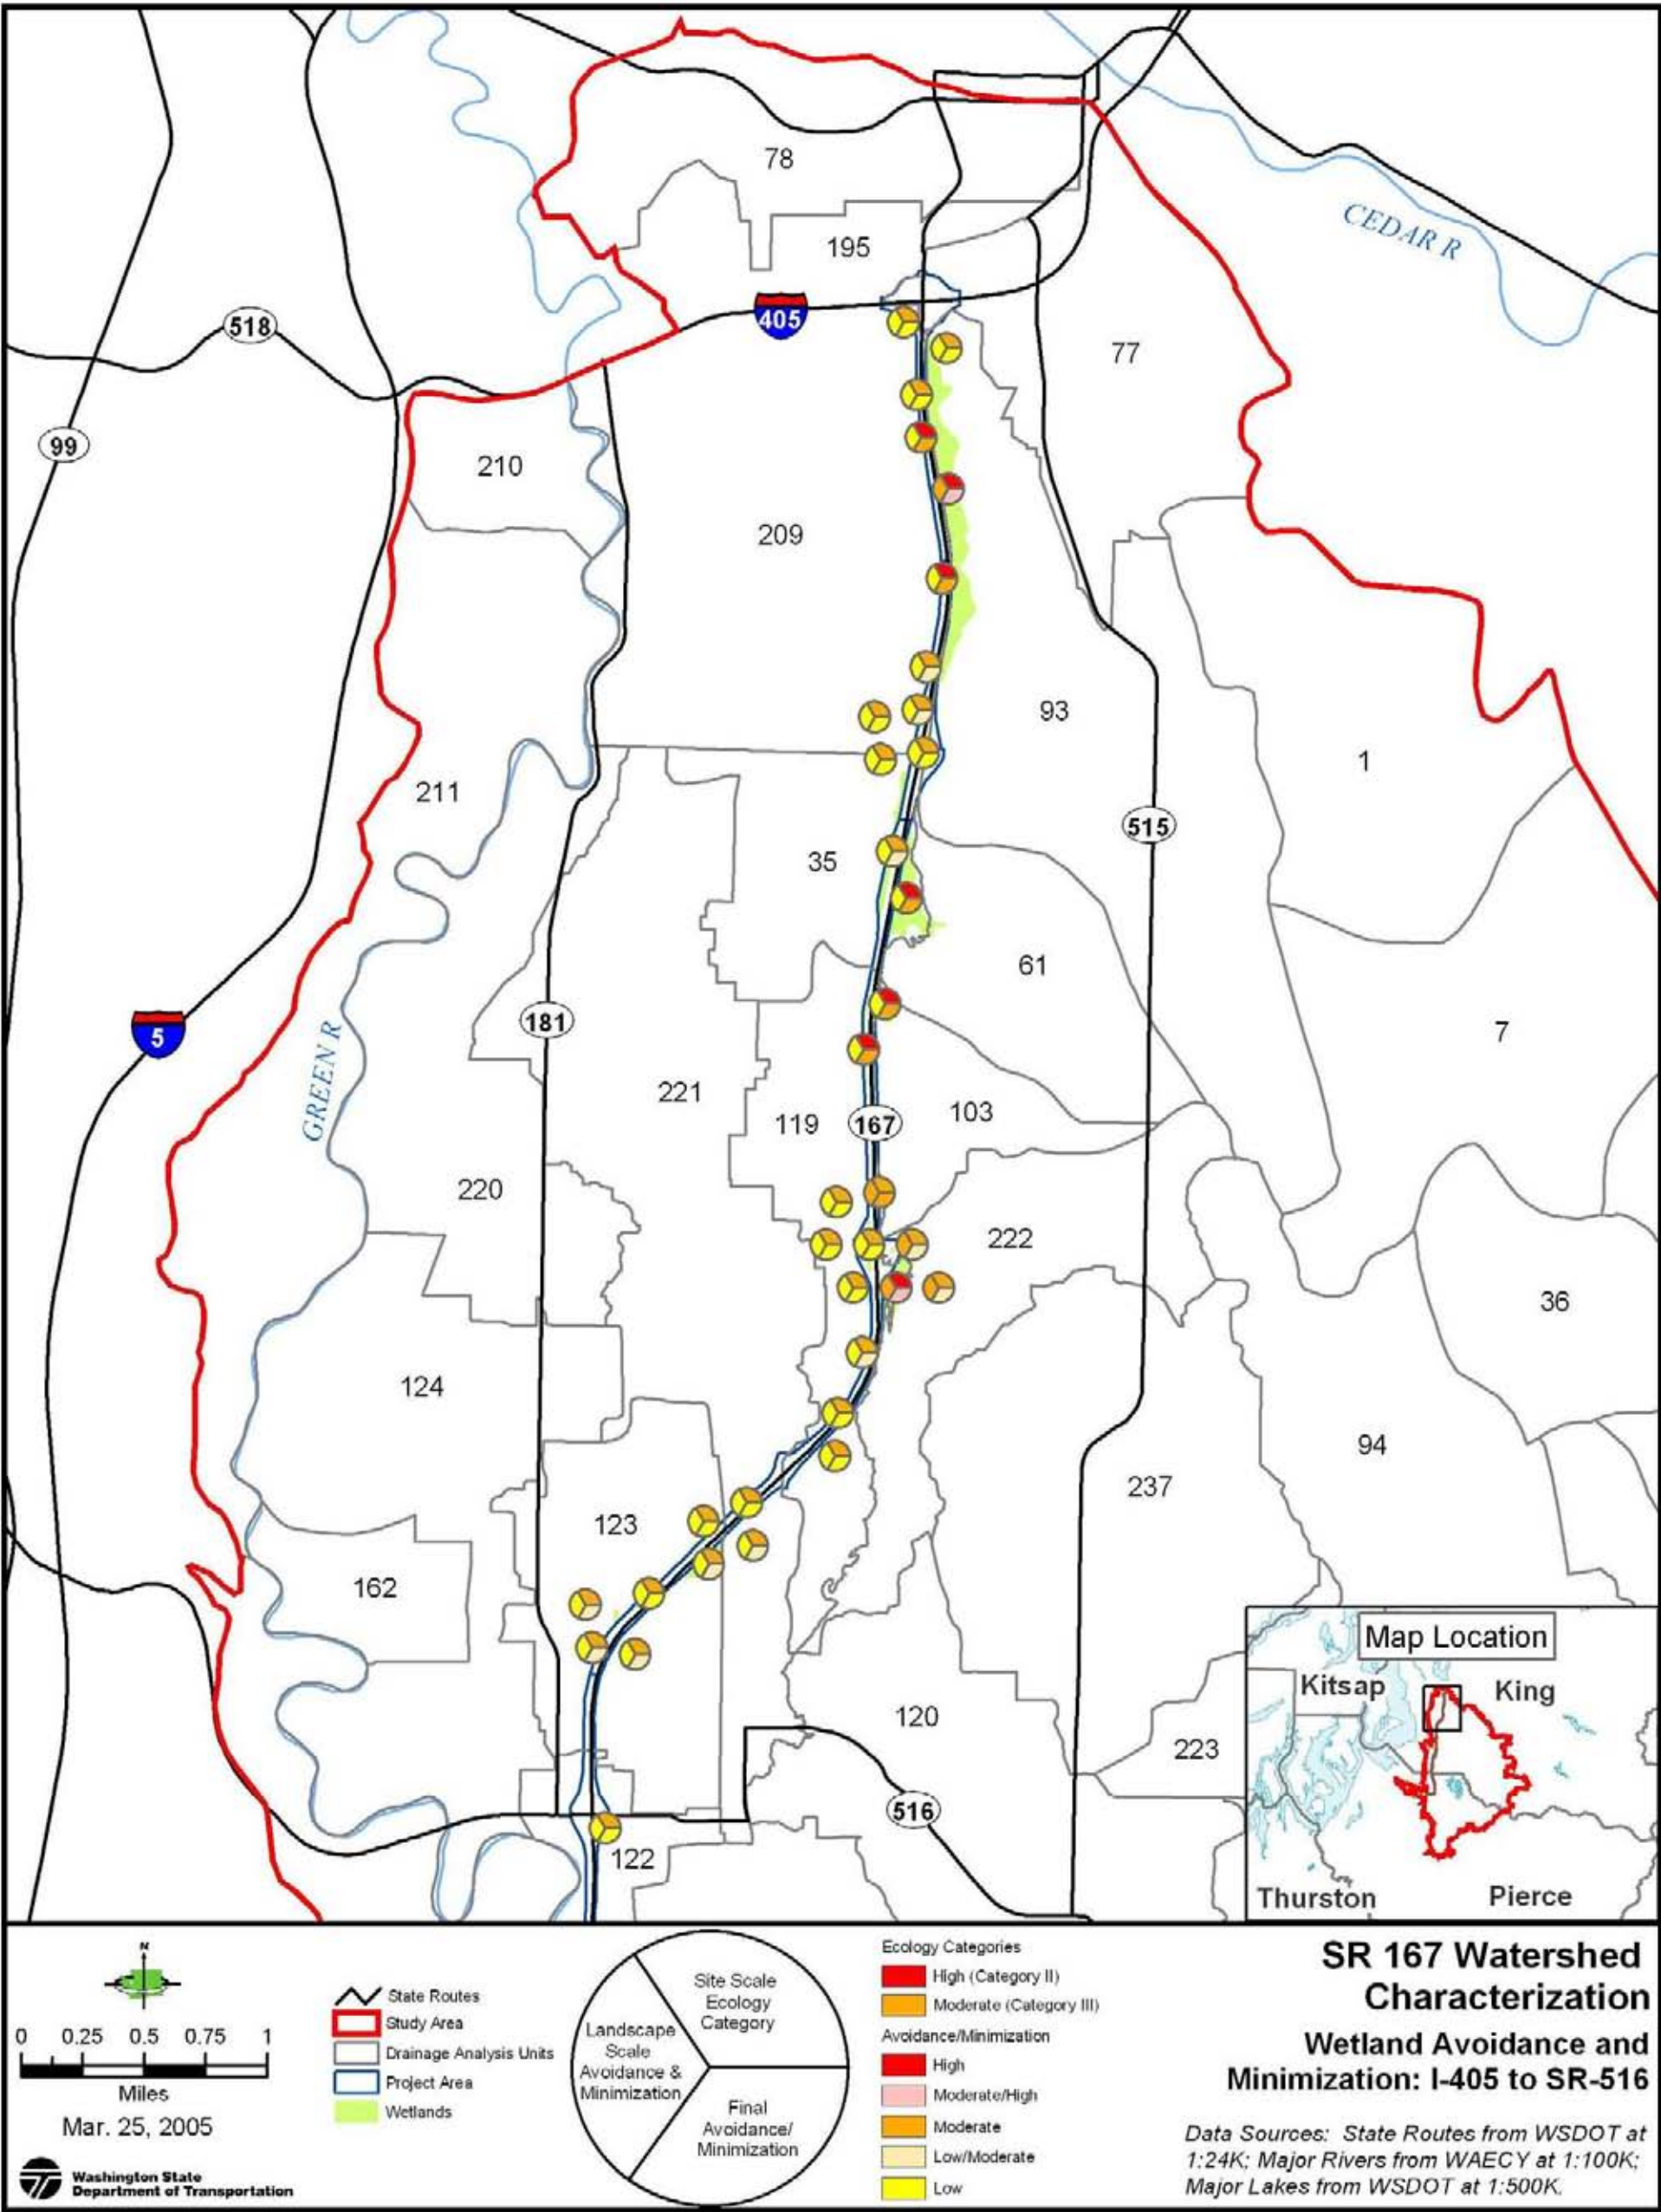 78
CEDAR R
195
405
518
77
99
210
209
93
1
211
515
35
61
7
5
181
GREEN R
221
119
167
103
220
222
36
124
94
237
123
162
120
223
516
122
Map Location
Kitsap
King
Thurston
Pierce
N
0 0.25 0.5 0.75 1
Miles
Mar. 25, 2005
Washington State
Department of Transportation
State Routes
Study Area
Drainage Analysis Units
Project Area
Wetlands
Site Scale
Ecology
Category
Landscape
Scale
Avoidance &
Minimization
Final
Avoidance/
Minimization
Ecology Categories
High (Category II)
Moderate (Category III)
Avoidance/Minimization
High
Moderate/High
Moderate
Low/Moderate
Low
SR 167 Watershed
Characterization
Wetland Avoidance and
Minimization: I-405 to SR-516
Data Sources: State Routes from WSDOT at
1:24K; Major Rivers from WAECY at 1:100K;
Major Lakes from WSDOT at 1:500K.